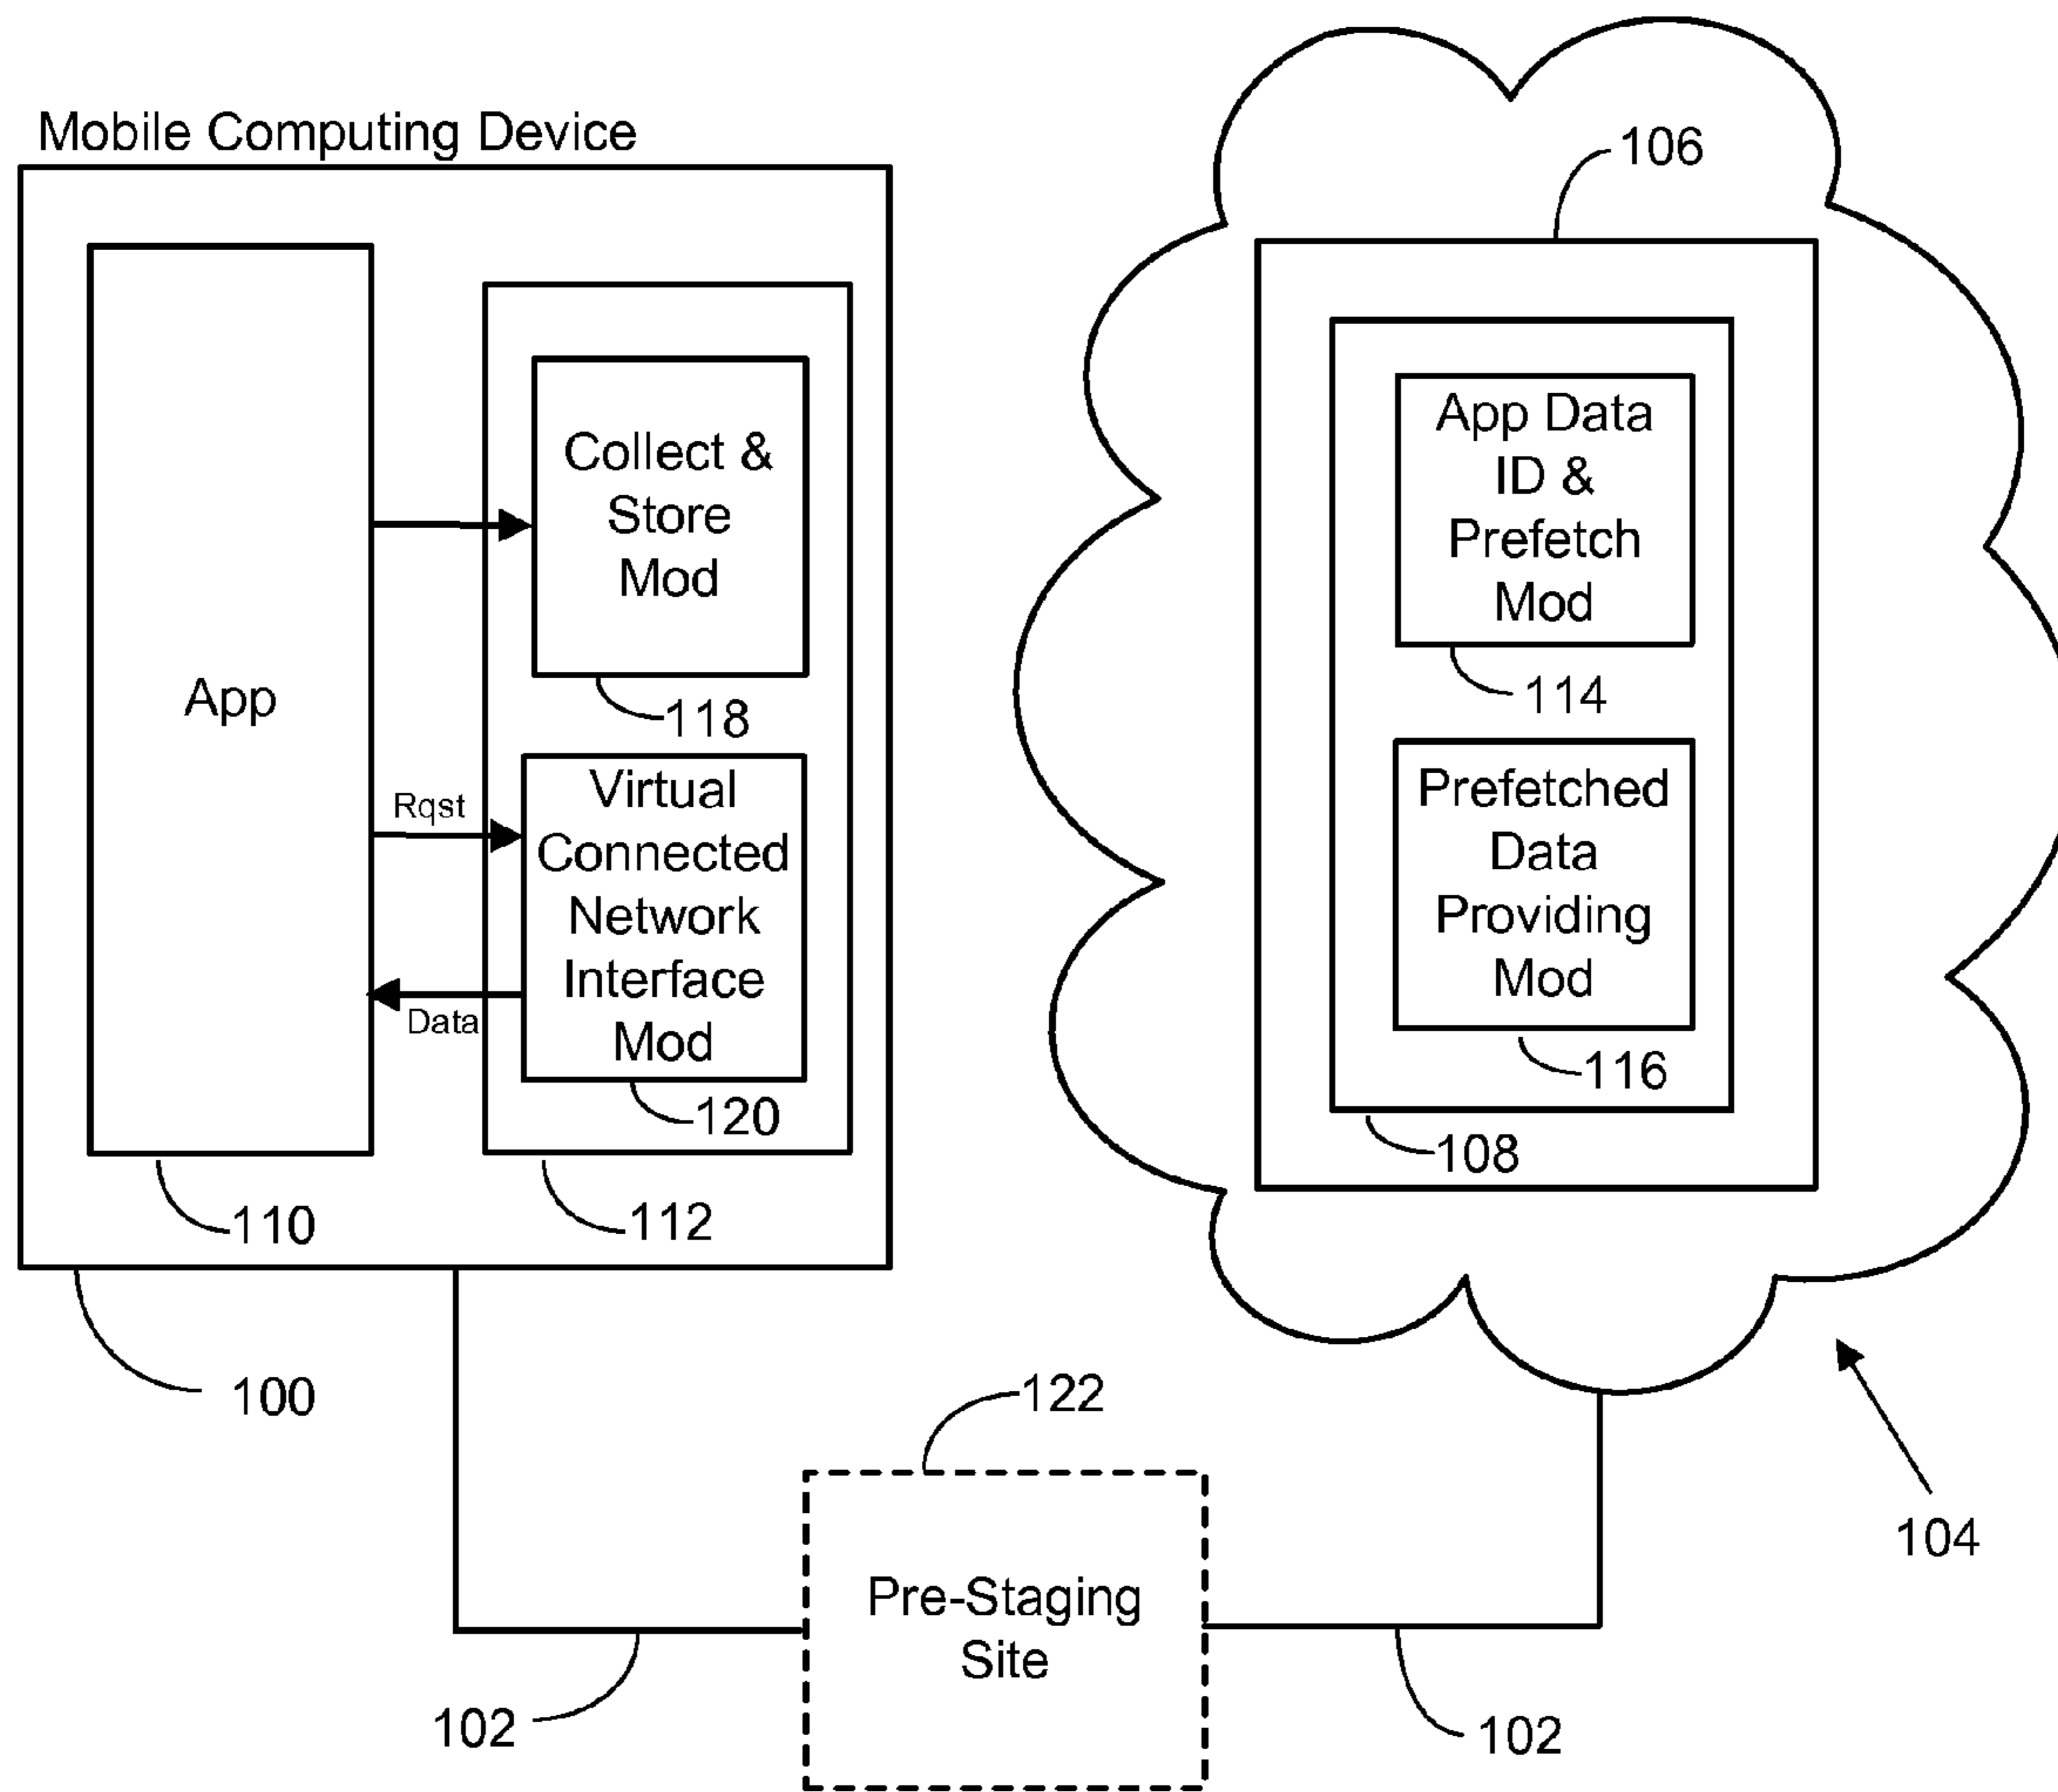 Mobile Computing Device
App
Collect &
Store
Mod
118
Rqst
Virtual
Connected
Network
Interface
Mod
Data
120
110
112
100
106
App Data
ID &
Prefetch
Mod
114
Prefetched
Data
Providing
Mod
116
108
104
122
Pre-Staging
Site
102
102